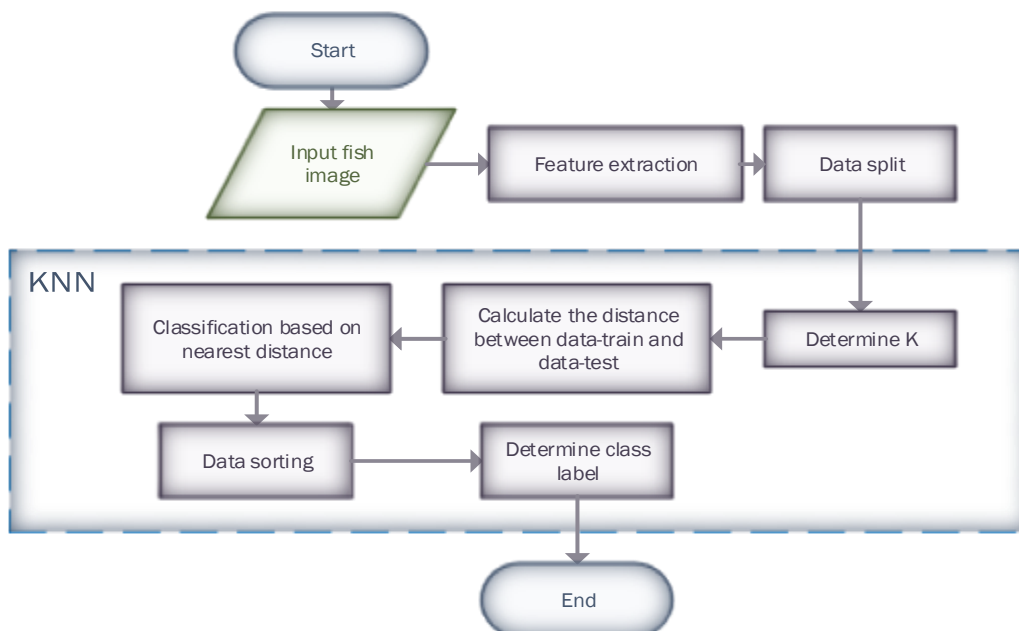 Start
Input fish
image
Feature extraction
Data split
KNN
Determine K
Calculate the distance
between data-train and
data-test
Classification based on
nearest distance
Data sorting
Determine class
label
End